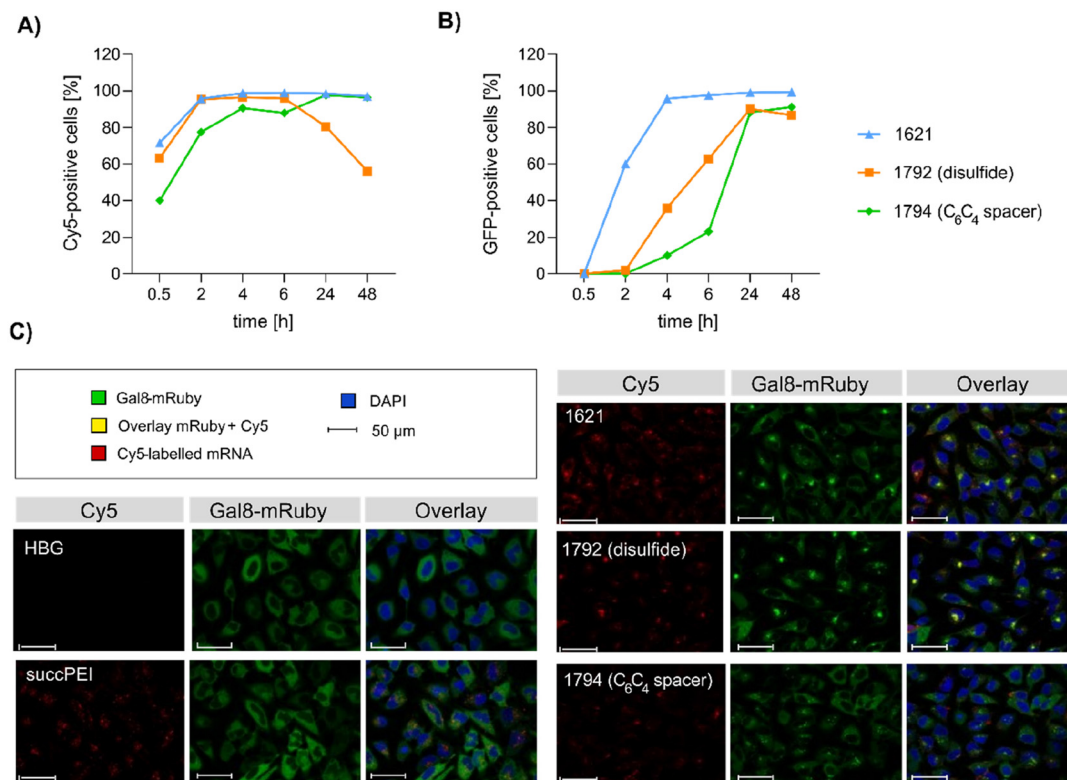 A)
Cy5-positive cells [%]
120
100
80
60
40
20
0
0.5 2 4 6 24 48
time [h]
B)
GFP-positive cells [%]
120
100
80
60
40
20
0
0.5 2 4 6 24 48
time [h]
1621
1792 (disulfide)
1794 (C₆C₄ spacer)
C)
Gal8-mRuby
Overlay mRuby + Cy5
Cy5-labelled mRNA
DAPI
50 μm
Cy5 Gal8-mRuby Overlay
HBG
succPEI
Cy5 Gal8-mRuby Overlay
1621
1792 (disulfide)
1794 (C₆C₄ spacer)